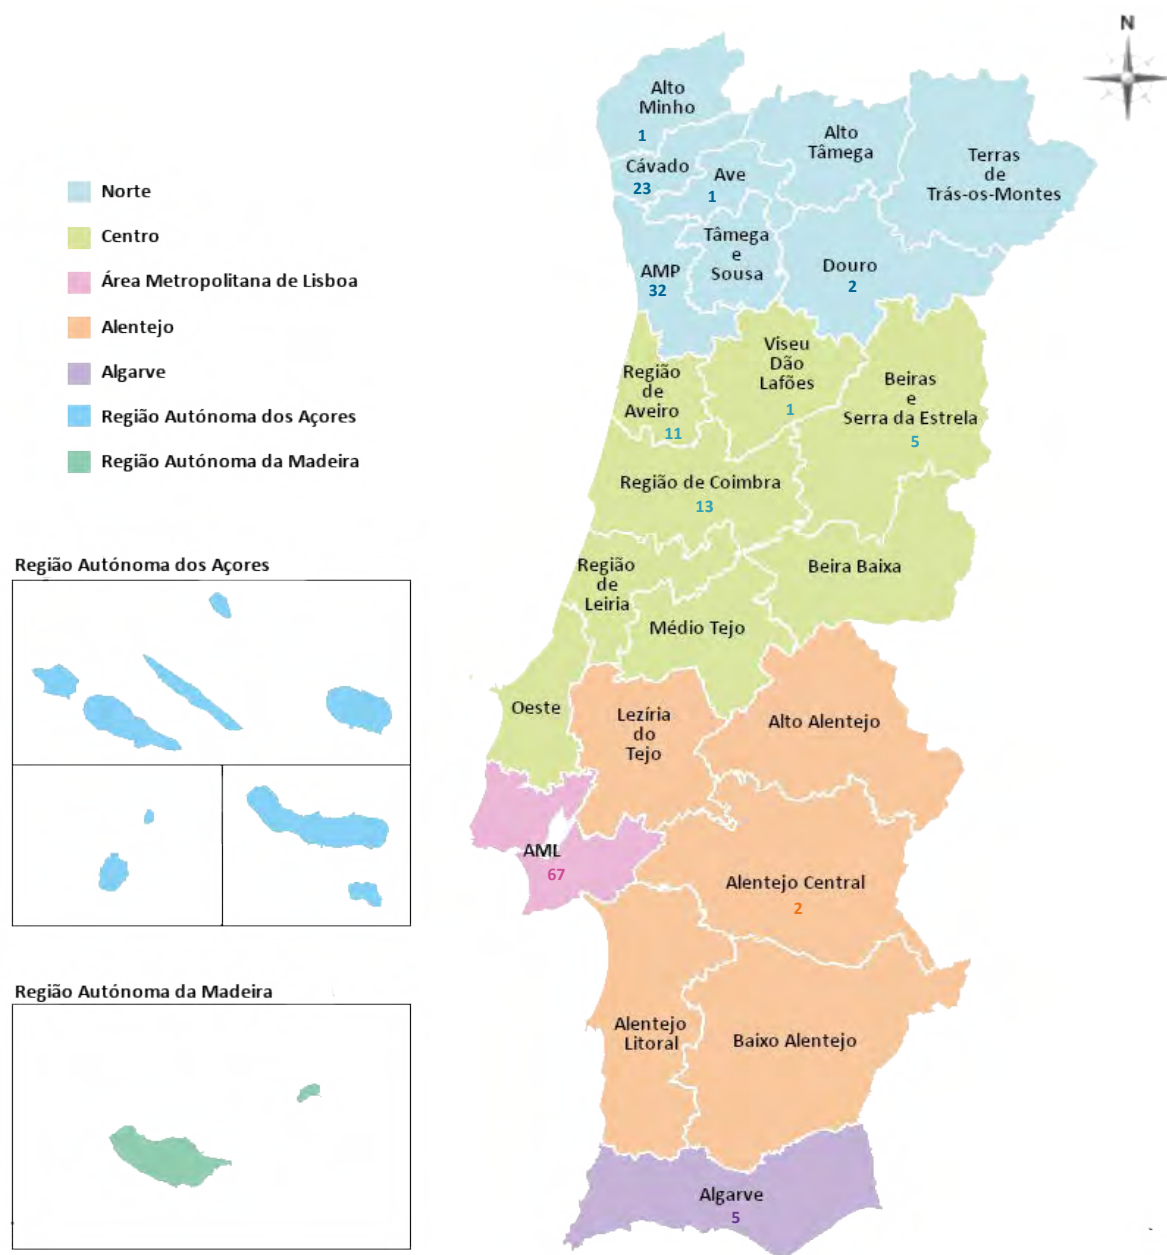 N
Norte
Centro
Área Metropolitana de Lisboa
Alentejo
Algarve
Região Autónoma dos Açores
Região Autónoma da Madeira
Alto
Minho
1
Cávado
23
Ave
1
Alto
Tâmega
Terras
de
Trás-os-Montes
AMP
32
Tâmega
e
Sousa
Douro
2
Região
de
Aveiro
11
Viseu
Dão
Lafões
1
Beiras
e
Serra da Estrela
5
Região de Coimbra
13
Região
de
Leiria
Beira Baixa
Médio Tejo
Oeste
Lezíria
do
Tejo
Alto Alentejo
AML
67
Alentejo Central
2
Alentejo
Litoral
Baixo Alentejo
Algarve
5
Região Autónoma dos Açores
Região Autónoma da Madeira